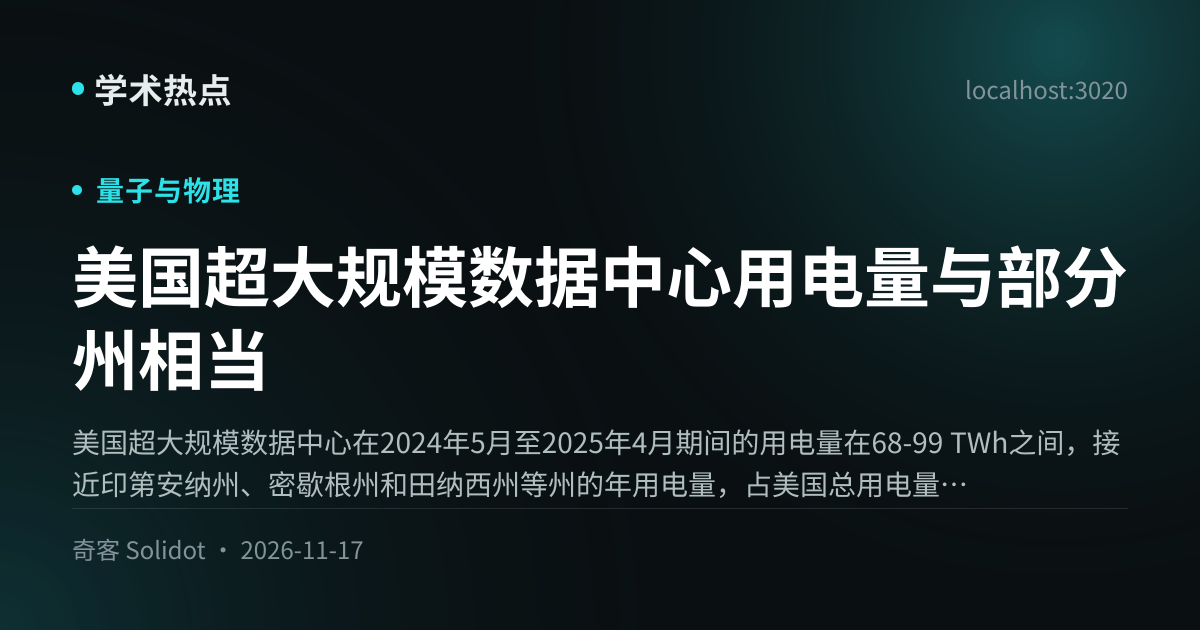 学术热点
localhost:3020
量子与物理
美国超大规模数据中心用电量与部分
州相当
美国超大规模数据中心在2024年5月至2025年4月期间的用电量在68-99 TWh之间，接
近印第安纳州、密歇根州和田纳西州等州的年用电量，占美国总用电量…
奇客 Solidot · 2026-11-17